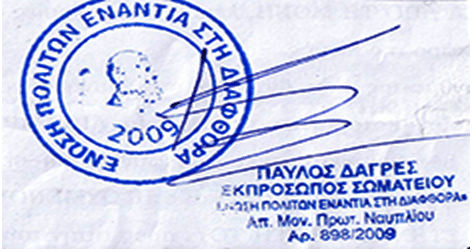 ΕΝΩΣΗ ΠΟΛΙΤΩΝ ΕΝΑΝΤΙΑ ΣΤΗ ΔΙΑΦΘΟΡΑ
2009
ΠΑΥΛΟΣ ΔΑΓΡΕΣ
ΕΚΠΡΟΣΩΠΟΣ ΣΩΜΑΤΕΙΟΥ
ΕΝΩΣΗ ΠΟΛΙΤΩΝ ΕΝΑΝΤΙΑ ΣΤΗ ΔΙΑΦΘΟΡΑ»
Απ. Μον. Πρωτ. Ναυπλίου
Αρ. 898/2009